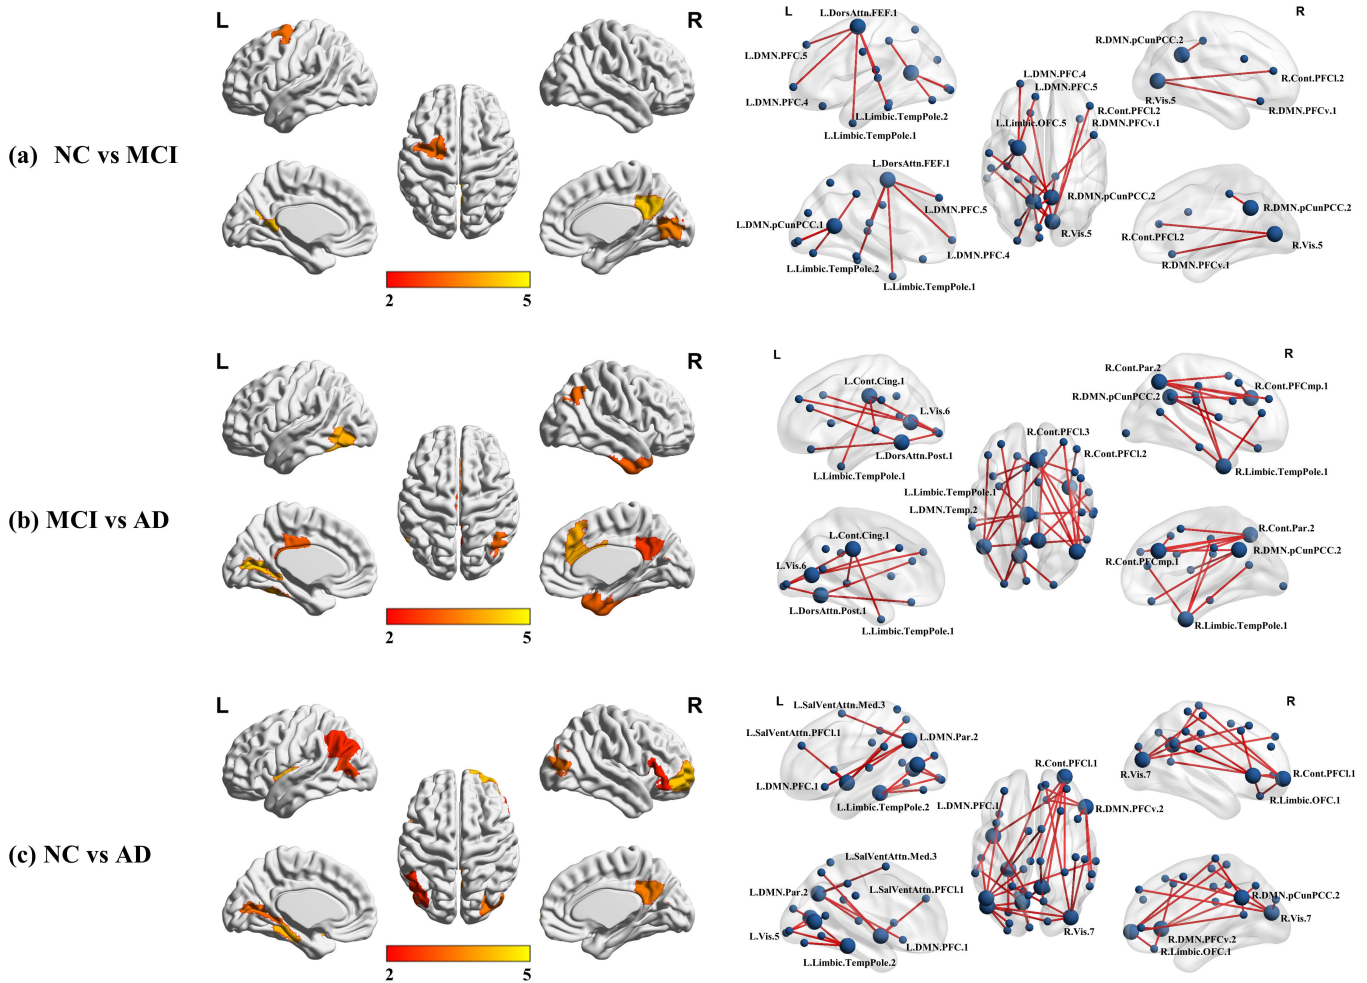 L
R
L
R
(a) NC vs MCI
2
5
L.DorsAttn.FEF.1
L.DMN.PFC.5
L.DMN.PFC.4
L.Limbic.TempPole.2
L.Limbic.TempPole.1
L.DMN.PFC.4
L.DMN.PFC.5
R.Cont.PFCl.2
L.Limbic.OFC.5
R.DMN.PFCv.1
R.DMN.pCunPCC.2
R.Vis.5
R.DMN.pCunPCC.2
R.Cont.PFCl.2
R.Vis.5
R.DMN.PFCv.1
L.DorsAttn.FEF.1
L.DMN.PFC.5
L.DMN.pCunPCC.1
L.DMN.PFC.4
L.Limbic.TempPole.2
L.Limbic.TempPole.1
R.DMN.pCunPCC.2
R.Cont.PFCl.2
R.Vis.5
R.DMN.PFCv.1
L
R
L
R
(b) MCI vs AD
2
5
L.Cont.Cing.1
L.Vis.6
L.DorsAttn.Post.1
L.Limbic.TempPole.1
R.Cont.PFCl.3
R.Cont.PFCl.2
L.Limbic.TempPole.1
L.DMN.Temp.2
R.Cont.Par.2
R.Cont.PFCmp.1
R.DMN.pCunPCC.2
R.Limbic.TempPole.1
L.Cont.Cing.1
L.Vis.6
L.DorsAttn.Post.1
L.Limbic.TempPole.1
R.Cont.Par.2
R.DMN.pCunPCC.2
R.Cont.PFCmp.1
R.Limbic.TempPole.1
L
R
L
R
(c) NC vs AD
2
5
L.SalVentAttn.Med.3
L.SalVentAttn.PFCl.1
L.DMN.Par.2
L.DMN.PFC.1
L.Limbic.TempPole.2
R.Cont.PFCl.1
L.DMN.PFC.1
R.DMN.PFCv.2
R.Vis.7
R.Vis.7
R.Cont.PFCl.1
R.Limbic.OFC.1
L.SalVentAttn.Med.3
L.DMN.Par.2
L.SalVentAttn.PFCl.1
L.Vis.5
L.DMN.PFC.1
L.Limbic.TempPole.2
R.DMN.pCunPCC.2
R.Vis.7
R.DMN.PFCv.2
R.Limbic.OFC.1